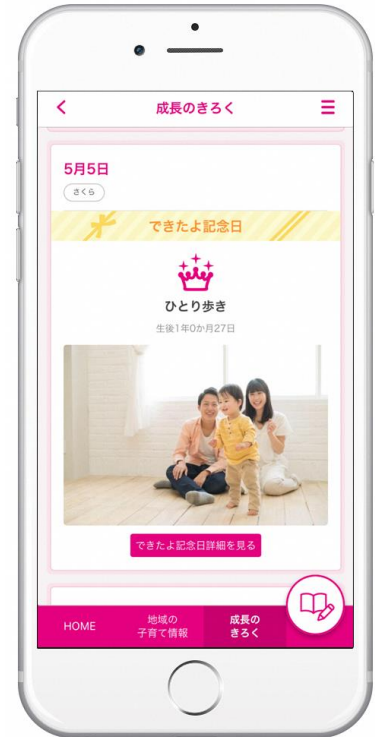 成長のきろく
5月5日
さくら
できたよ記念日
ひとり歩き
生後1年0か月27日
できたよ記念日詳細を見る
HOME
地域の
子育て情報
成長の
きろく